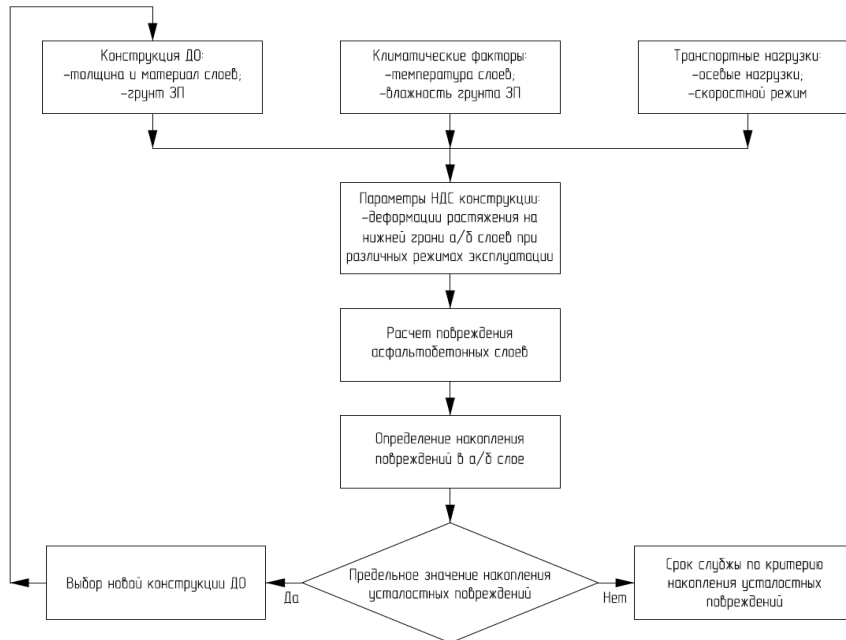 Конструкция ДО:
-толщина и материал слоев;
-грунт ЗП
Климатические факторы:
-температура слоев;
-влажность грунта ЗП
Транспортные нагрузки:
-осевые нагрузки;
-скоростной режим
Параметры НДС конструкции:
-деформации растяжения на
нижней грани а/б слоев при
различных режимах эксплуатации
Расчет повреждения
асфальтобетонных слоев
Определение накопления
повреждений в а/б слое
Выбор новой конструкции ДО
Да
Предельное значение накопления
усталостных повреждений
Нет
Срок слубжы по критерию
накопления усталостных
повреждений